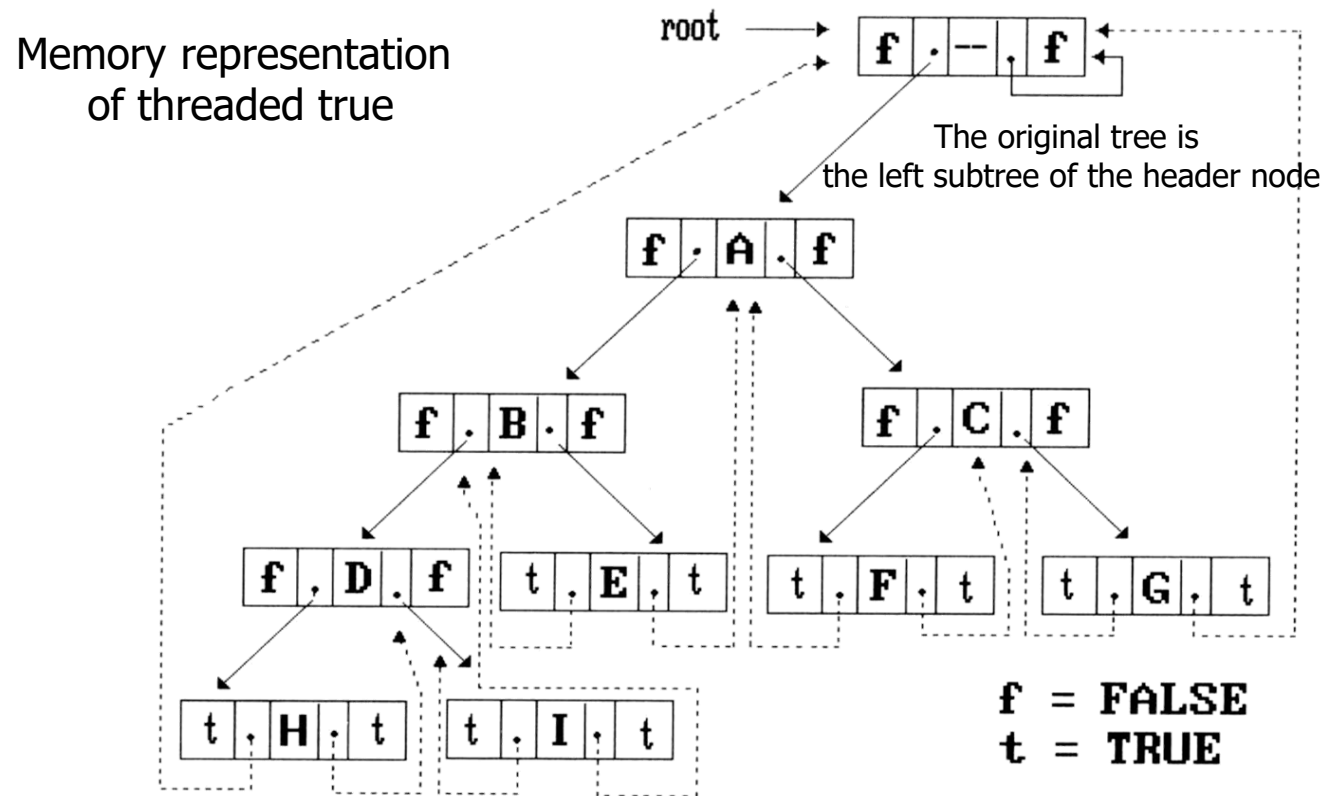 Memory representation
of threaded true
root
f . -- . f
The original tree is
the left subtree of the header node
f . A . f
f . B . f
f . C . f
f . D . f
t . E . t
t . F . t
t . G . t
t . H . t
t . I . t
f = FALSE
t = TRUE